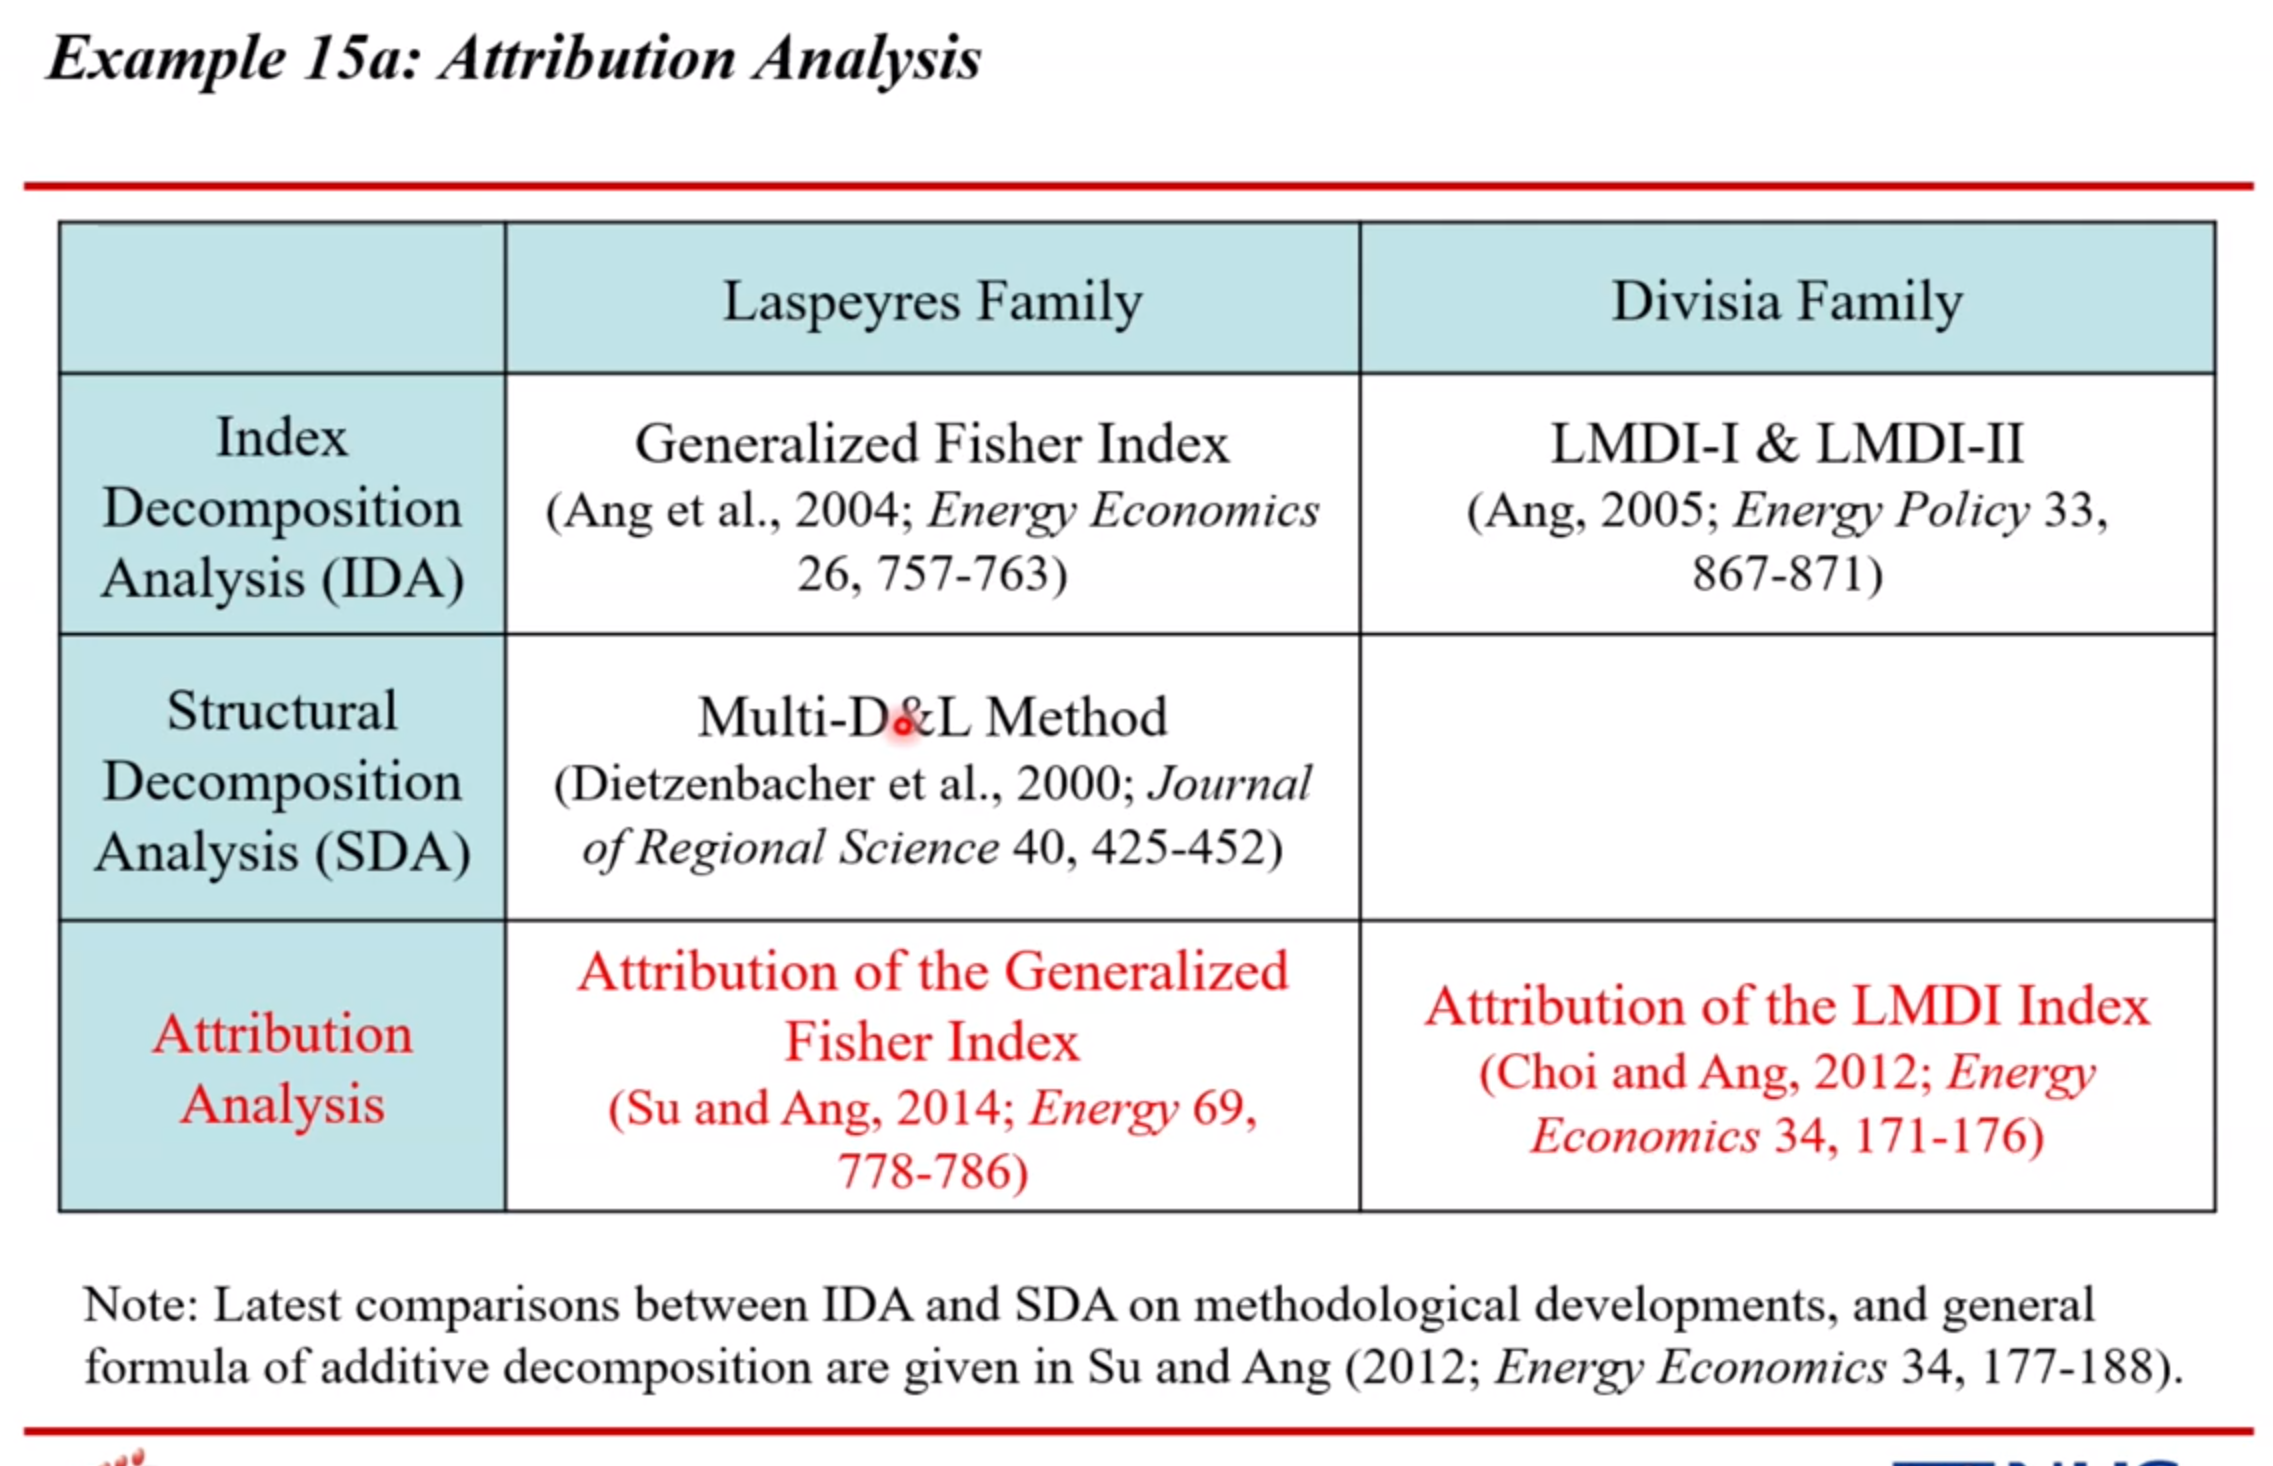 Example 15a: Attribution Analysis
Laspeyres Family
Divisia Family
Index
Decomposition
Analysis (IDA)
Generalized Fisher Index
(Ang et al., 2004; Energy Economics
26, 757-763)
LMDI-I & LMDI-II
(Ang, 2005; Energy Policy 33,
867-871)
Structural
Decomposition
Analysis (SDA)
Multi-D&L Method
(Dietzenbacher et al., 2000; Journal
of Regional Science 40, 425-452)
Attribution
Analysis
Attribution of the Generalized
Fisher Index
(Su and Ang, 2014; Energy 69,
778-786)
Attribution of the LMDI Index
(Choi and Ang, 2012; Energy
Economics 34, 171-176)
Note: Latest comparisons between IDA and SDA on methodological developments, and general
formula of additive decomposition are given in Su and Ang (2012; Energy Economics 34, 177-188).